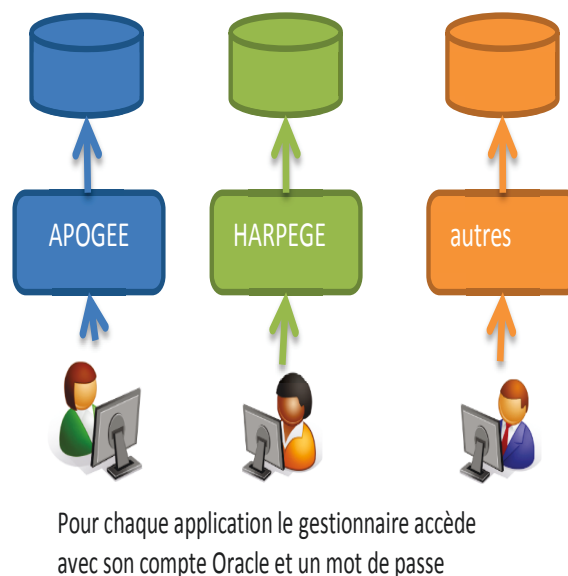 APOGEE
HARPEGE
autres
Pour chaque application le gestionnaire accède
avec son compte Oracle et un mot de passe